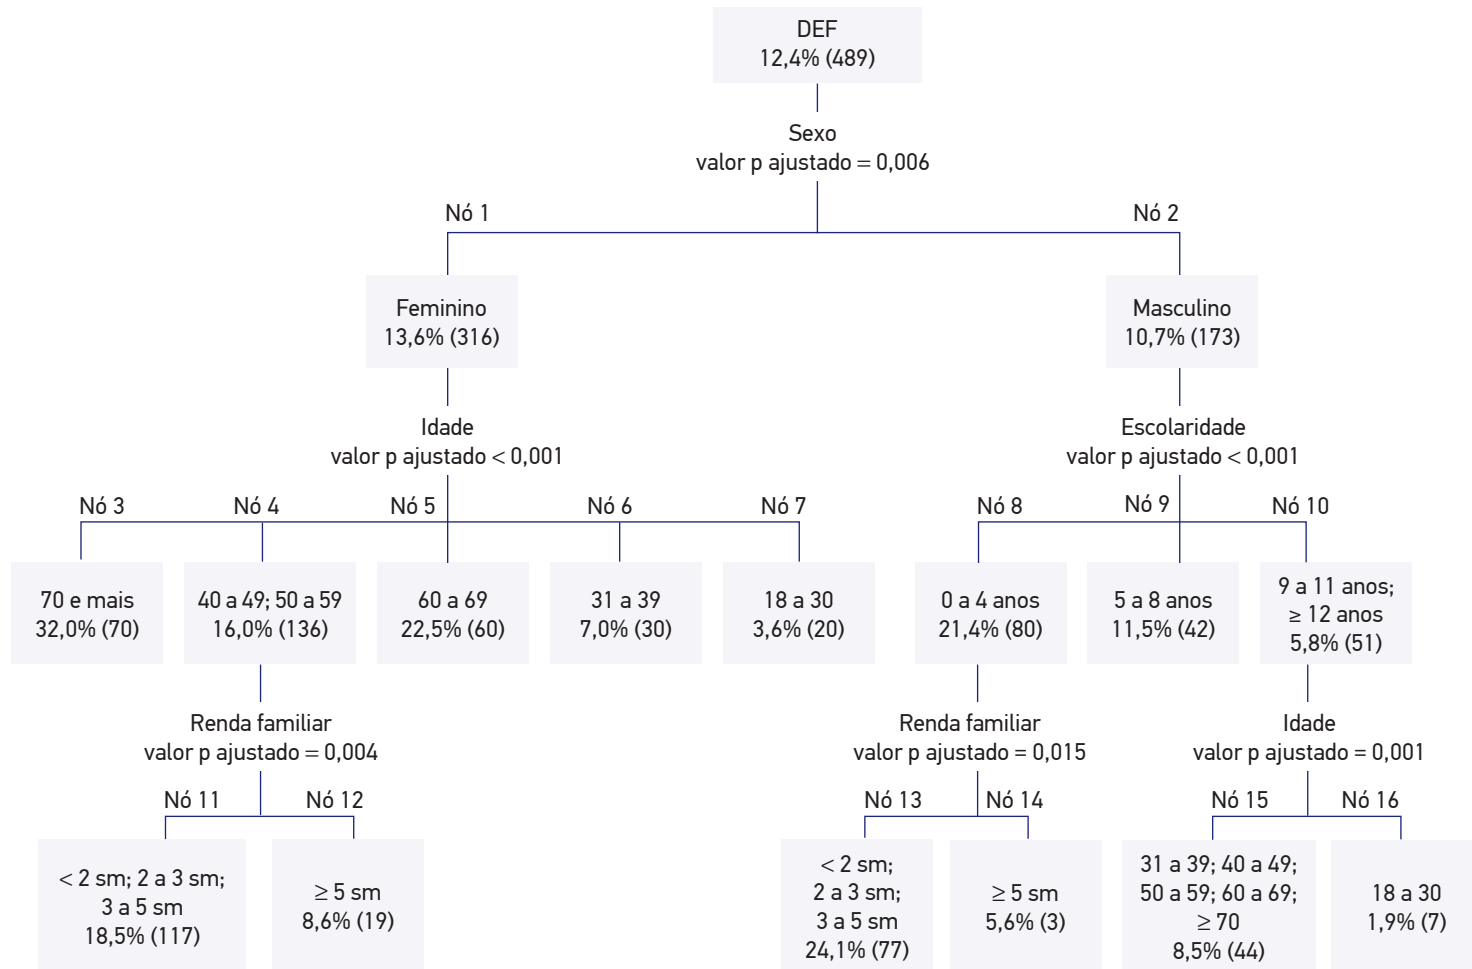 DEF
12,4% (489)
Sexo
valor p ajustado = 0,006
Nó 1
Nó 2
Feminino
13,6% (316)
Masculino
10,7% (173)
Idade
valor p ajustado < 0,001
Escolaridade
valor p ajustado < 0,001
Nó 3
Nó 4
Nó 5
Nó 6
Nó 7
Nó 8
Nó 9
Nó 10
70 e mais
32,0% (70)
40 a 49; 50 a 59
16,0% (136)
60 a 69
22,5% (60)
31 a 39
7,0% (30)
18 a 30
3,6% (20)
0 a 4 anos
21,4% (80)
5 a 8 anos
11,5% (42)
9 a 11 anos;
≥ 12 anos
5,8% (51)
Renda familiar
valor p ajustado = 0,004
Renda familiar
valor p ajustado = 0,015
Idade
valor p ajustado = 0,001
Nó 11
Nó 12
Nó 13
Nó 14
Nó 15
Nó 16
< 2 sm; 2 a 3 sm;
3 a 5 sm
18,5% (117)
≥ 5 sm
8,6% (19)
< 2 sm;
2 a 3 sm;
3 a 5 sm
24,1% (77)
≥ 5 sm
5,6% (3)
31 a 39; 40 a 49;
50 a 59; 60 a 69;
≥ 70
8,5% (44)
18 a 30
1,9% (7)